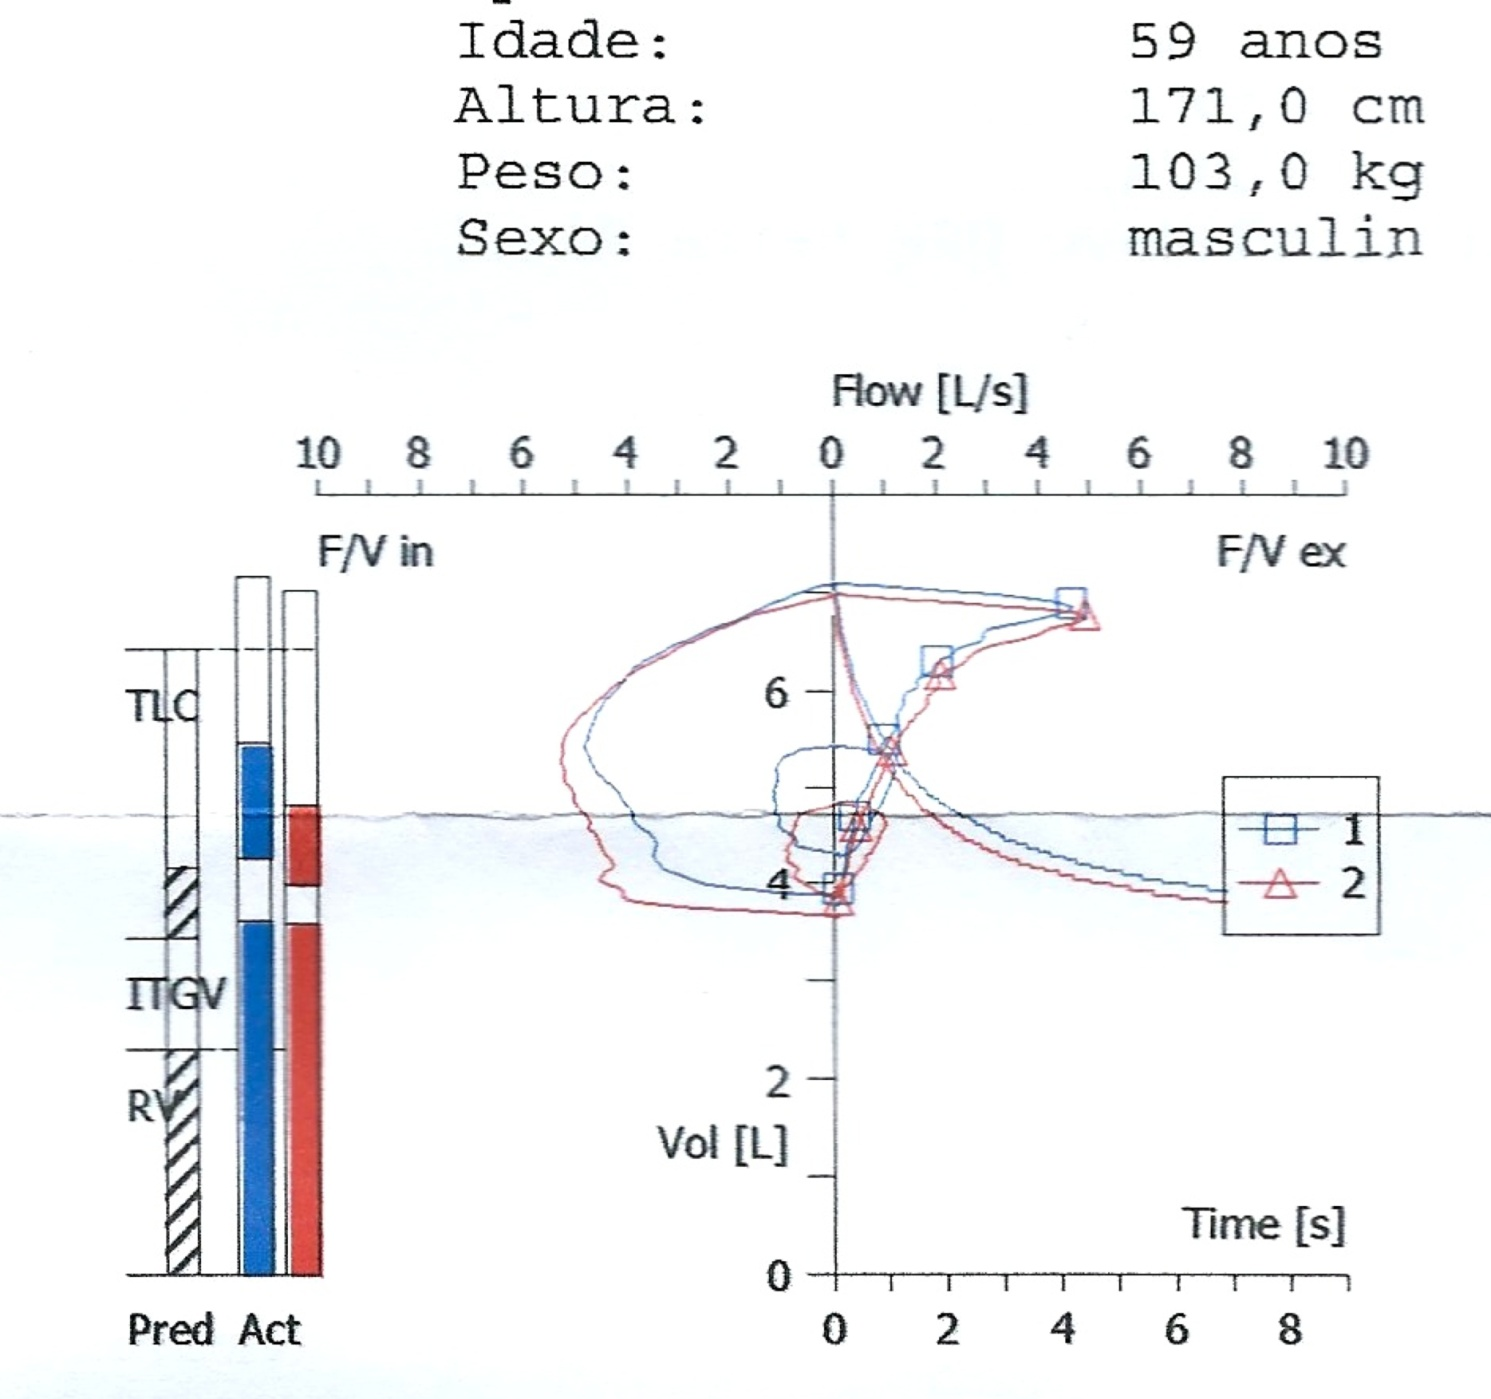 Idade: 59 anos
Altura: 171,0 cm
Peso: 103,0 kg
Sexo: masculin
Flow [L/s]
10 8 6 4 2 0 2 4 6 8 10
F/V in F/V ex
TLC
6
1
4
2
ITGV
2
RV
Vol [L]
Time [s]
0
Pred Act 0 2 4 6 8